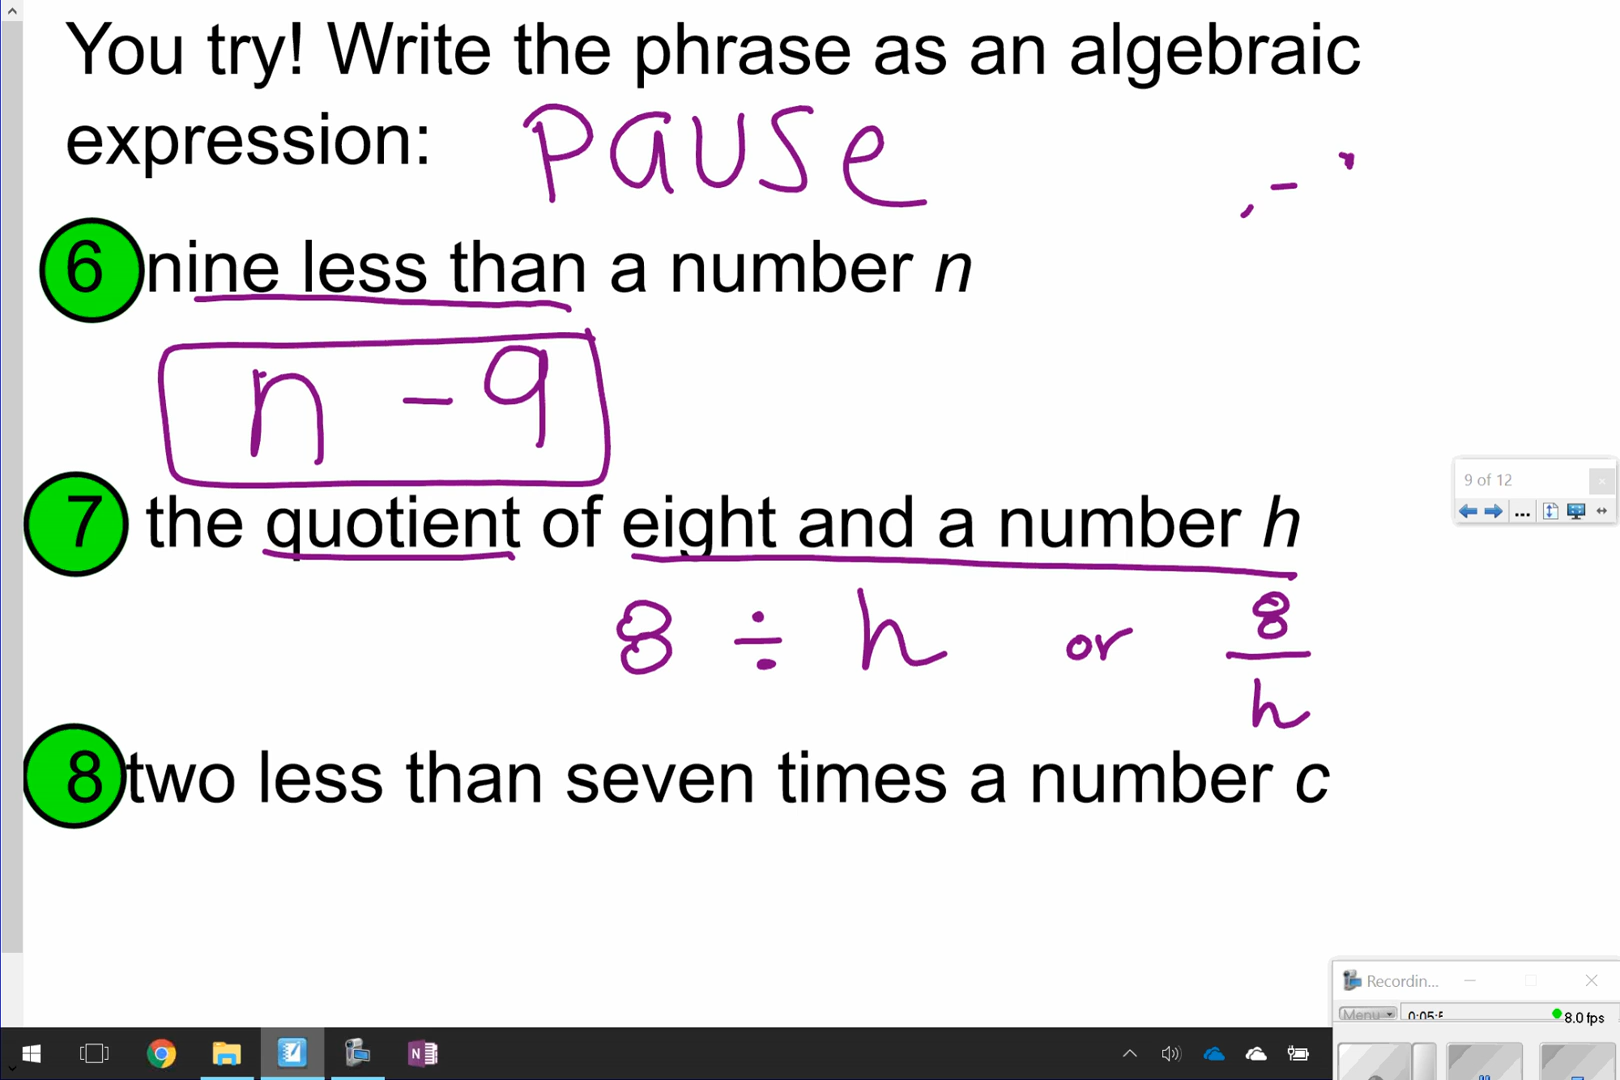 You try! Write the phrase as an algebraic
expression: pause
6 nine less than a number n
n - 9
7 the quotient of eight and a number h
8 ÷ h or 8/h
8 two less than seven times a number c
9 of 12
Recordin...
Menu
8.0 fps